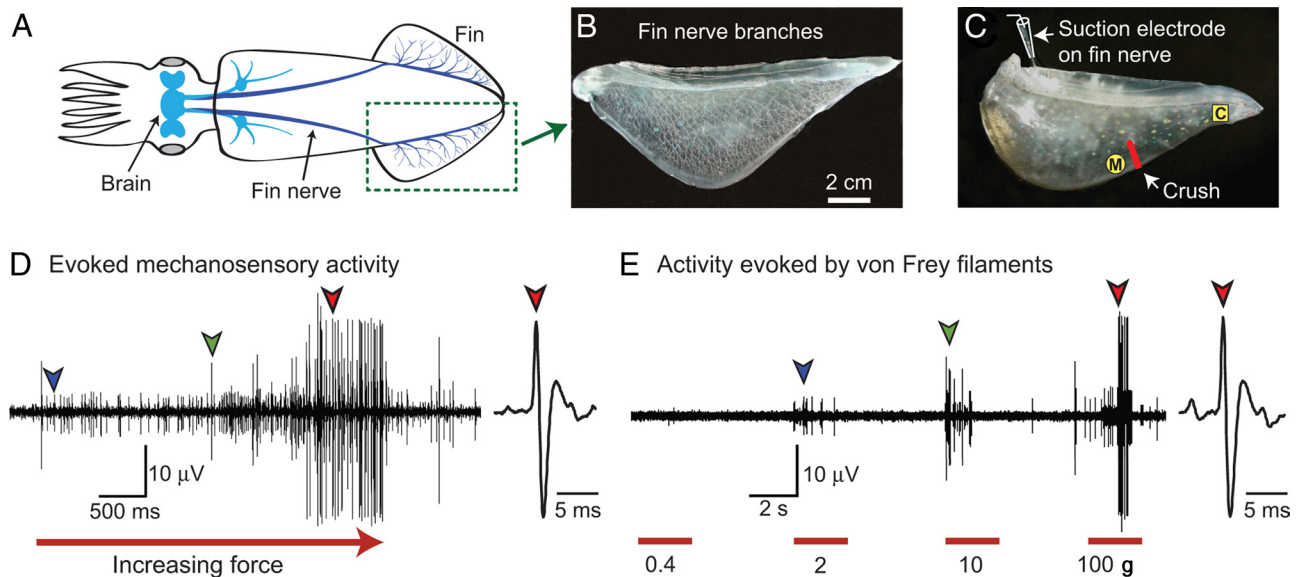 A
Fin
Brain
Fin nerve
B
Fin nerve branches
2 cm
C
Suction electrode
on fin nerve
C
M
Crush
D Evoked mechanosensory activity
10 μV
500 ms
5 ms
Increasing force
E Activity evoked by von Frey filaments
10 μV
2 s
5 ms
0.4 2 10 100 g